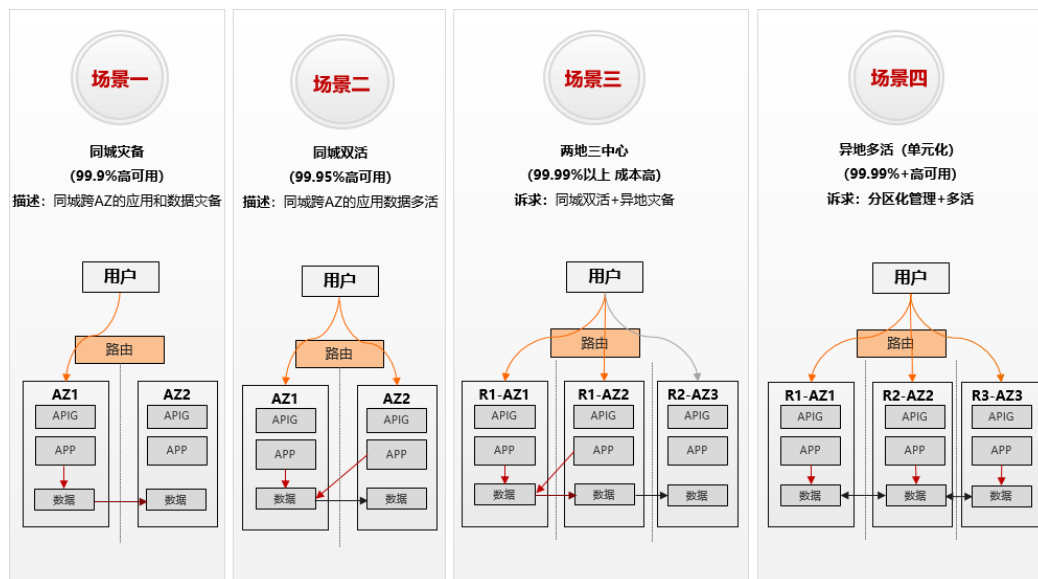 场景一
同城灾备
(99.9%高可用)
描述：同城跨AZ的应用和数据灾备
用户
路由
AZ1
AZ2
APIG
APIG
APP
APP
数据
数据
场景二
同城双活
(99.95%高可用)
描述：同城跨AZ的应用数据多活
用户
路由
AZ1
AZ2
APIG
APIG
APP
APP
数据
数据
场景三
两地三中心
(99.99%以上 成本高)
诉求：同城双活+异地灾备
用户
路由
R1-AZ1
R1-AZ2
R2-AZ3
APIG
APIG
APIG
APP
APP
APP
数据
数据
数据
场景四
异地多活（单元化）
(99.99%+高可用)
诉求：分区化管理+多活
用户
路由
R1-AZ1
R2-AZ2
R3-AZ3
APIG
APIG
APIG
APP
APP
APP
数据
数据
数据